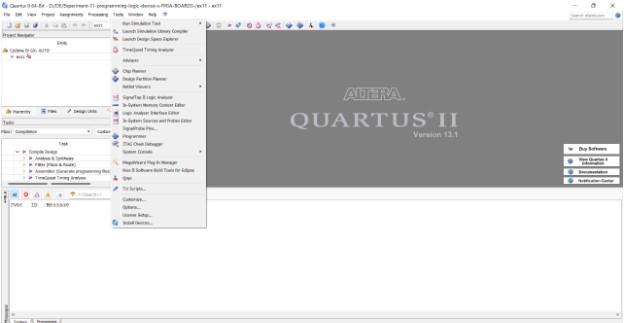 Quartus II 64-Bit - D:/DE/Experiment-11-programming-logic-device-s-FPGA-BOARDS-/ex11 - ex11
File Edit View Project Assignments Processing Tools Window Help
Search altera.com
ex11
Project Navigator
Entity
Cyclone IV GX: AUTO
ex11
Hierarchy Files Design Units
Tasks
Flow: Compilation Custom
Task
Compile Design
Analysis & Synthesis
Fitter (Place & Route)
Assembler (Generate programming files)
TimeQuest Timing Analysis
Run Simulation Tool
Launch Simulation Library Compiler
Launch Design Space Explorer
TimeQuest Timing Analyzer
Advisors
Chip Planner
Design Partition Planner
Netlist Viewers
SignalTap II Logic Analyzer
In-System Memory Content Editor
Logic Analyzer Interface Editor
In-System Sources and Probes Editor
SignalProbe Pins...
Programmer
JTAG Chain Debugger
System Console
MegaWizard Plug-In Manager
Nios II Software Build Tools for Eclipse
Qsys
Tcl Scripts...
Customize...
Options...
License Setup...
Install Devices...
ALTERA
QUARTUS® II
Version 13.1
Buy Software
View Quartus II Information
Documentation
Notification Center
All
<<Search>>
Type ID Message
Messages
System Processing